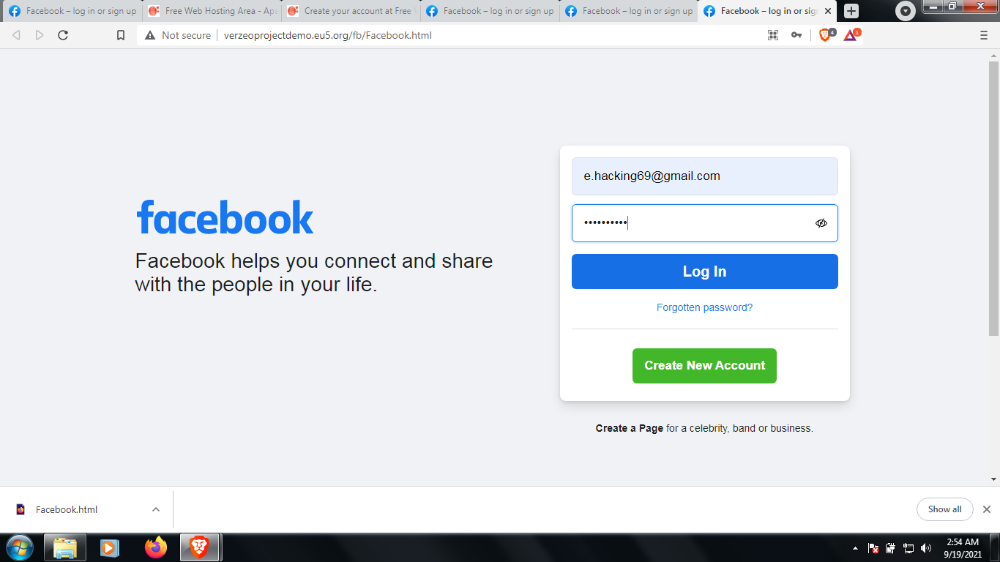 Facebook – log in or sign up
Free Web Hosting Area - Apa
Create your account at Free
Facebook – log in or sign up
Facebook – log in or sign up
Facebook – log in or sig
Not secure
verzeoprojectdemo.eu5.org/fb/Facebook.html
4
1
e.hacking69@gmail.com
••••••••••
facebook
Facebook helps you connect and share
with the people in your life.
Log In
Forgotten password?
Create New Account
Create a Page for a celebrity, band or business.
Facebook.html
Show all
2:54 AM
9/19/2021